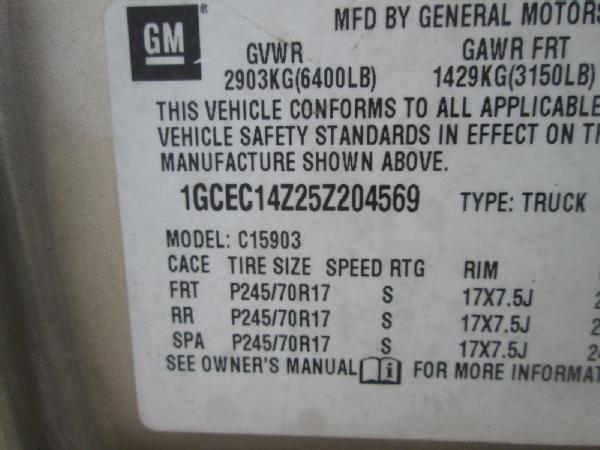 GM ® MFD BY GENERAL MOTORS
GVWR GAWR FRT
2903KG(6400LB) 1429KG(3150LB)
THIS VEHICLE CONFORMS TO ALL APPLICABLE
VEHICLE SAFETY STANDARDS IN EFFECT ON
MANUFACTURE SHOWN ABOVE.
1GCEC14Z25Z204569 TYPE: TRUCK
MODEL: C15903
CACE TIRE SIZE SPEED RTG RIM
FRT P245/70R17 S 17X7.5J
RR P245/70R17 S 17X7.5J
SPA P245/70R17 S 17X7.5J
SEE OWNER'S MANUAL i FOR MORE